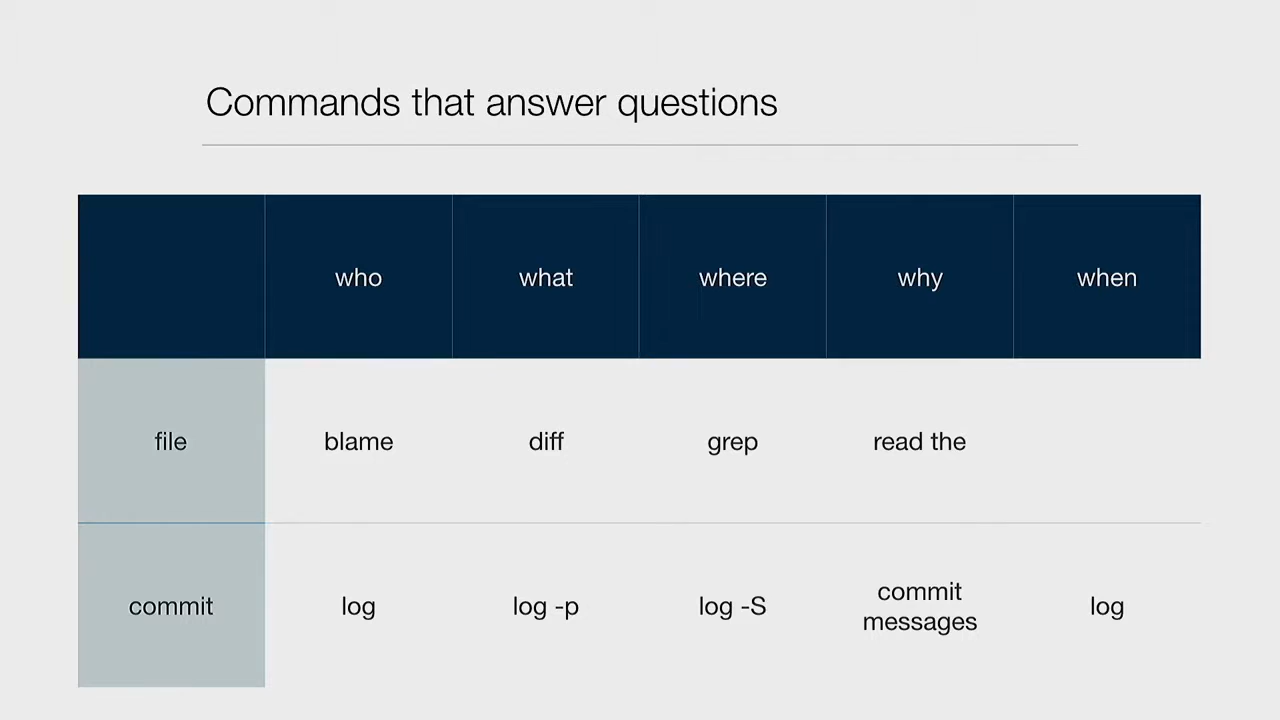 Commands that answer questions
who what where why when
file blame diff grep read the
commit log log -p log -S commit messages log